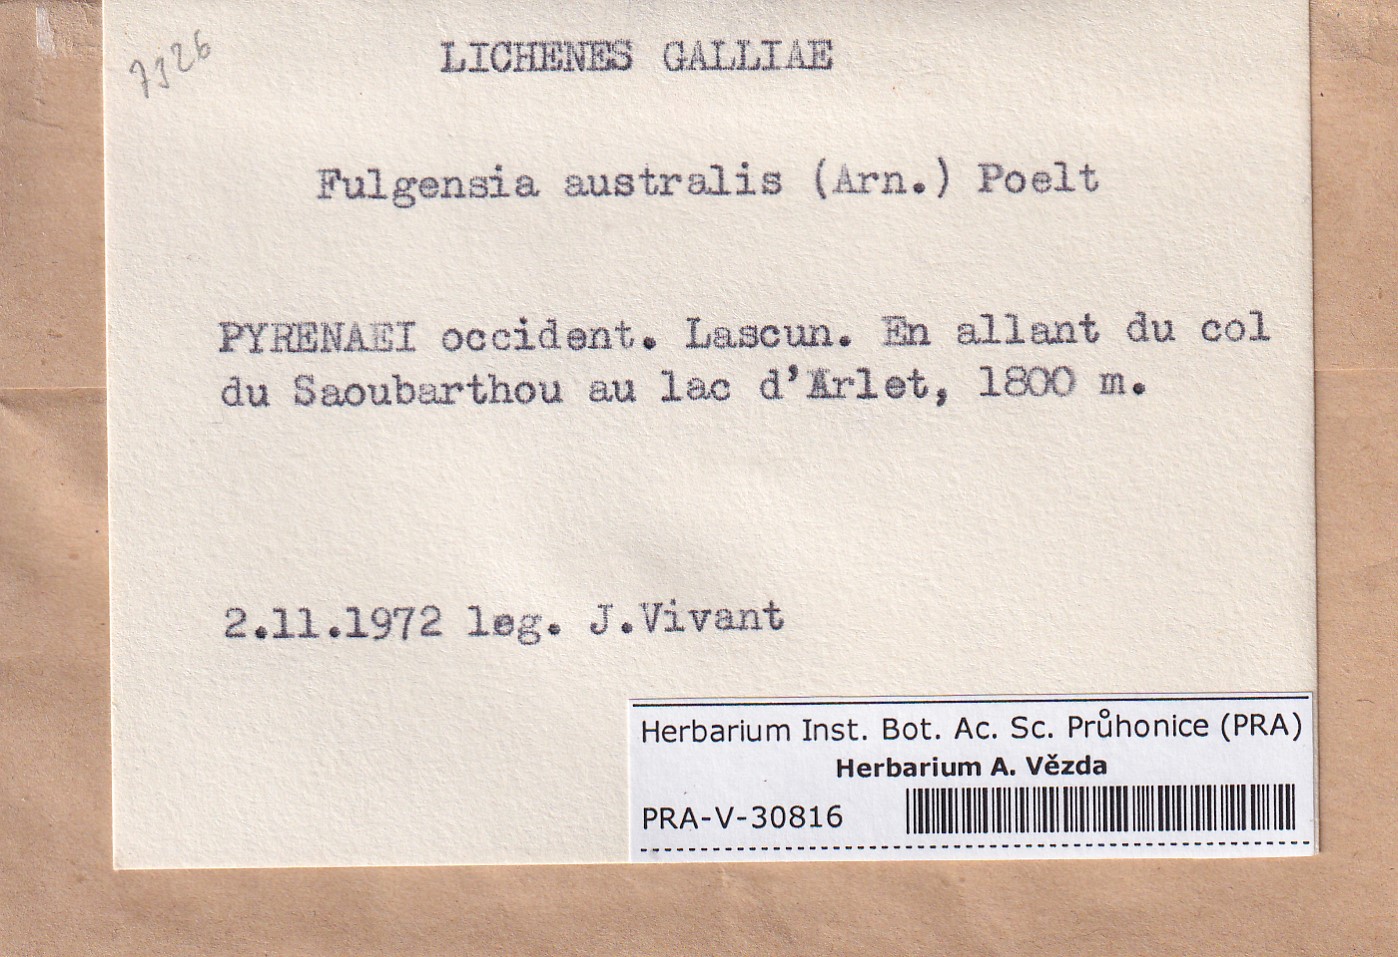 7326
LICHENES GALLIAE
Fulgensia australis (Arn.) Poelt
PYRENAEI occident. Lascun. En allant du col
du Saoubarthou au lac d'Arlet, 1800 m.
2.11.1972 leg. J.Vivant
Herbarium Inst. Bot. Ac. Sc. Průhonice (PRA)
Herbarium A. Vězda
PRA-V-30816